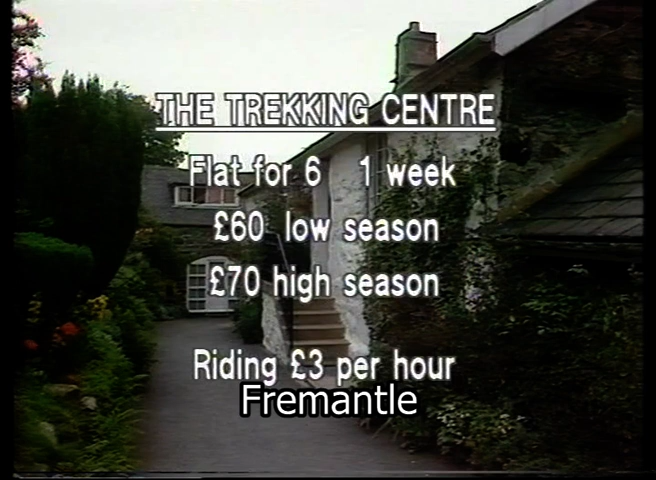 THE TREKKING CENTRE
Flat for 6 1 week
£60 low season
£70 high season
Riding £3 per hour
Fremantle